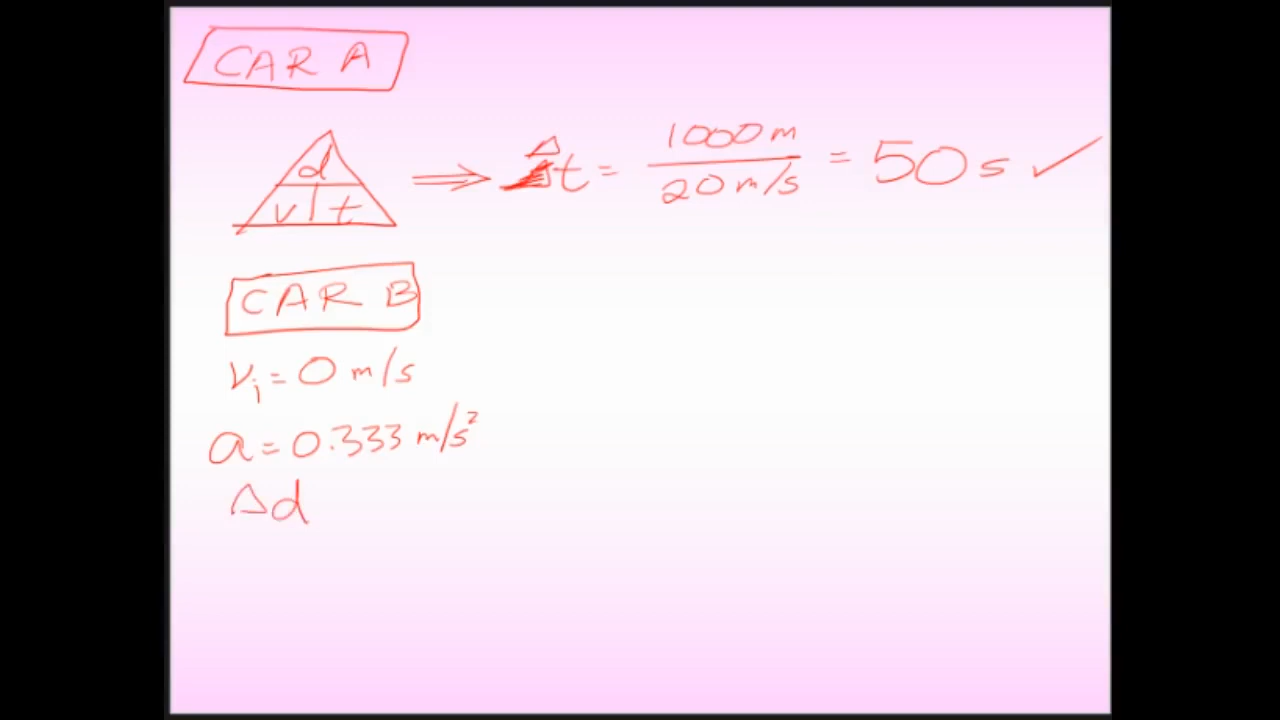 CAR A
d
v t
Δt = 1000 m / 20 m/s = 50 s ✓
CAR B
vi = 0 m/s
a = 0.333 m/s²
Δd